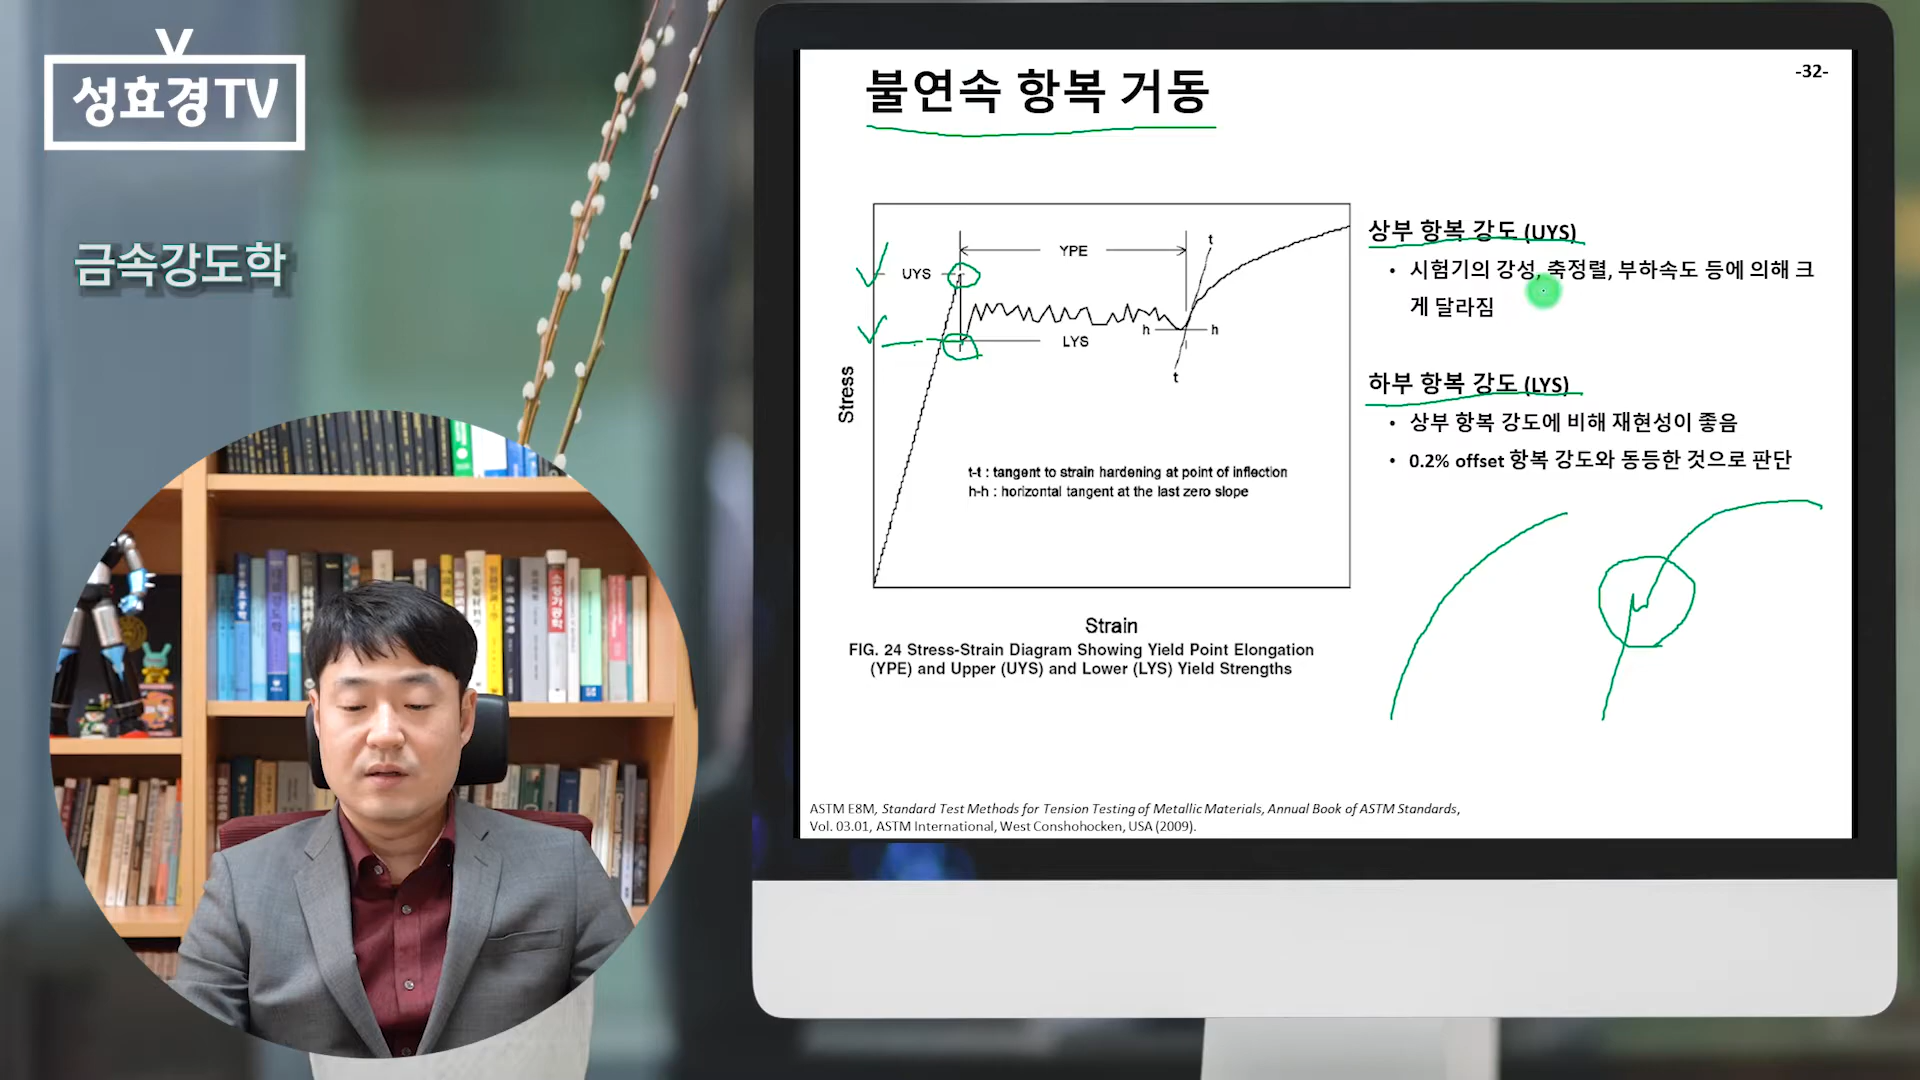 성효경TV
금속강도학
불연속 항복 거동
-32-
YPE
t
UYS
h
h
LYS
t
Stress
t-t : tangent to strain hardening at point of inflection
h-h : horizontal tangent at the last zero slope
Strain
FIG. 24 Stress-Strain Diagram Showing Yield Point Elongation
(YPE) and Upper (UYS) and Lower (LYS) Yield Strengths
상부 항복 강도 (UYS)
• 시험기의 강성, 축정렬, 부하속도 등에 의해 크
게 달라짐
하부 항복 강도 (LYS)
• 상부 항복 강도에 비해 재현성이 좋음
• 0.2% offset 항복 강도와 동등한 것으로 판단
ASTM E8M, Standard Test Methods for Tension Testing of Metallic Materials, Annual Book of ASTM Standards,
Vol. 03.01, ASTM International, West Conshohocken, USA (2009).
소성가공학